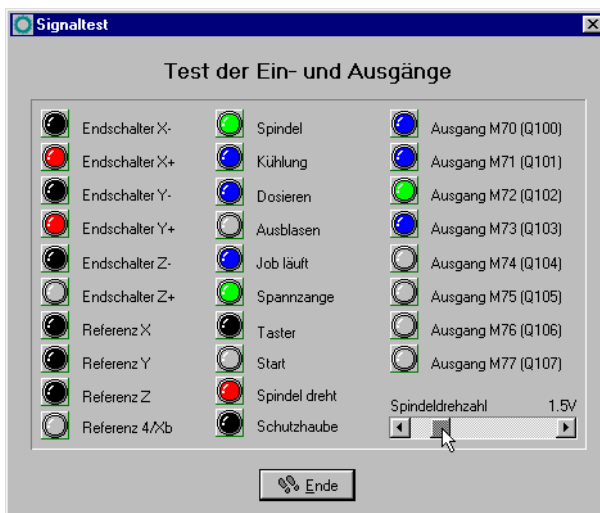 Signaltest
Test der Ein- und Ausgänge
Endschalter X-
Endschalter X+
Endschalter Y-
Endschalter Y+
Endschalter Z-
Endschalter Z+
Referenz X
Referenz Y
Referenz Z
Referenz 4/Xb
Spindel
Kühlung
Dosieren
Ausblasen
Job läuft
Spannzange
Taster
Start
Spindel dreht
Schutzhaube
Ausgang M70 (Q100)
Ausgang M71 (Q101)
Ausgang M72 (Q102)
Ausgang M73 (Q103)
Ausgang M74 (Q104)
Ausgang M75 (Q105)
Ausgang M76 (Q106)
Ausgang M77 (Q107)
Spindeldrehzahl 1.5V
Ende